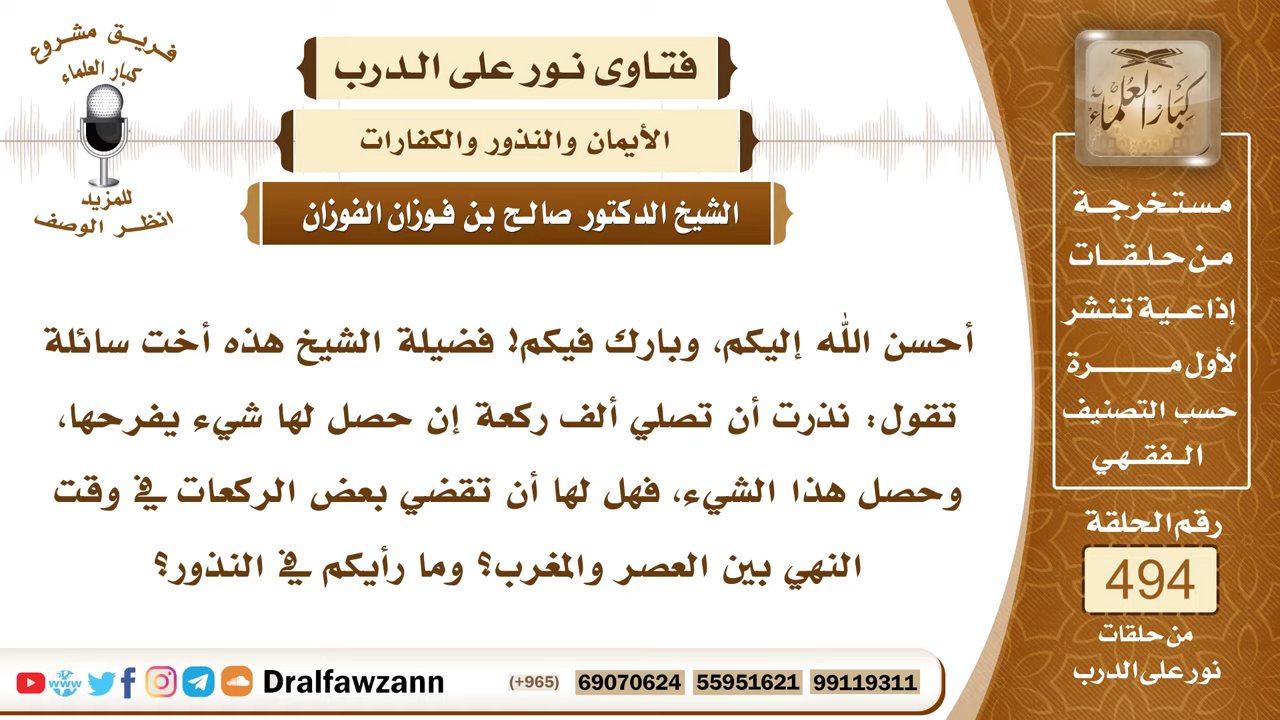 فريق مشروع
كبار العلماء
للمزيد
انظر الوصف
فتاوى نور على الدرب
الأيمان والنذور والكفارات
الشيخ الدكتور صالح بن فوزان الفوزان
أحسن الله إليكم، وبارك فيكم! فضيلة الشيخ هذه أخت سائلة
تقول: نذرت أن تصلي ألف ركعة إن حصل لها شيء يفرحها،
وحصل هذا الشيء، فهل لها أن تقضي بعض الركعات في وقت
النهي بين العصر والمغرب؟ وما رأيكم في النذور؟
كبار العلماء
مستخرجة
من حلقات
إذاعية تنشر
لأول مرة
حسب التصنيف
الفقهي
رقم الحلقة
494
من حلقات
نور على الدرب
www Dralfawzann (+965) 69070624 55951621 99119311